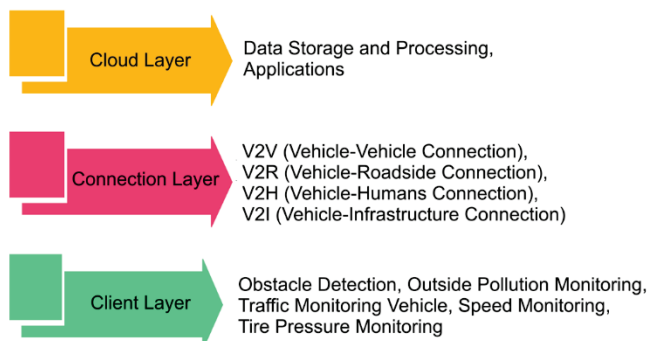 Cloud Layer
Data Storage and Processing,
Applications
Connection Layer
V2V (Vehicle-Vehicle Connection),
V2R (Vehicle-Roadside Connection),
V2H (Vehicle-Humans Connection),
V2I (Vehicle-Infrastructure Connection)
Client Layer
Obstacle Detection, Outside Pollution Monitoring,
Traffic Monitoring Vehicle, Speed Monitoring,
Tire Pressure Monitoring